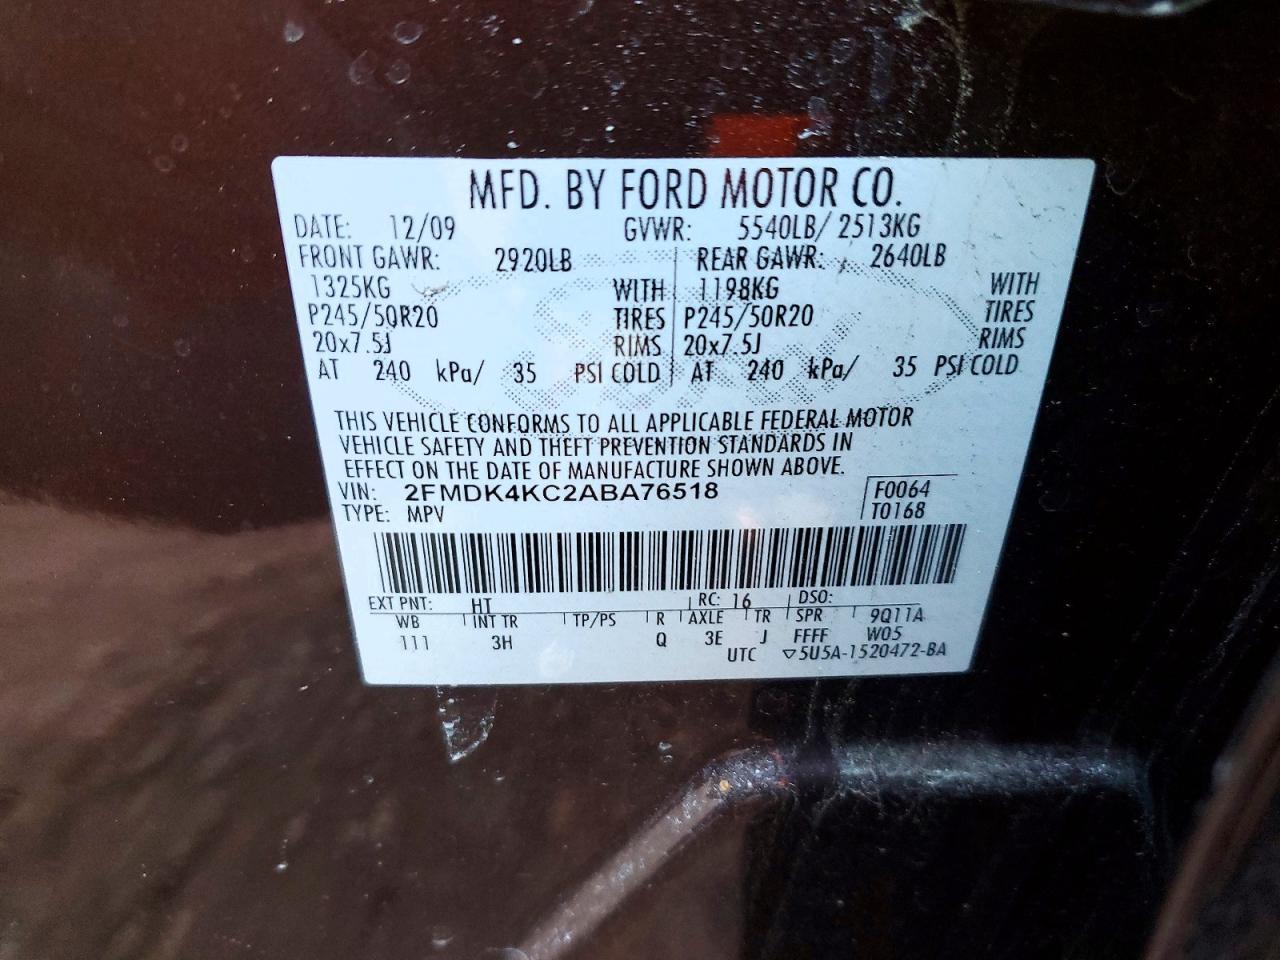 MFD. BY FORD MOTOR CO.
DATE: 12/09 GVWR: 5540LB/ 2513KG
FRONT GAWR: 2920LB REAR GAWR: 2640LB
1325KG WITH 1198KG WITH
P245/50R20 TIRES P245/50R20 TIRES
20x7.5J RIMS 20x7.5J RIMS
AT 240 kPa/ 35 PSI COLD AT 240 kPa/ 35 PSI COLD
THIS VEHICLE CONFORMS TO ALL APPLICABLE FEDERAL MOTOR
VEHICLE SAFETY AND THEFT PREVENTION STANDARDS IN
EFFECT ON THE DATE OF MANUFACTURE SHOWN ABOVE.
VIN: 2FMDK4KC2ABA76518 F0064
TYPE: MPV T0168
EXT PNT: HT RC: 16 DSO:
WB INT TR TP/PS R AXLE TR SPR 9Q11A
111 3H Q 3E J FFFF W05
UTC ▽5U5A-1520472-BA